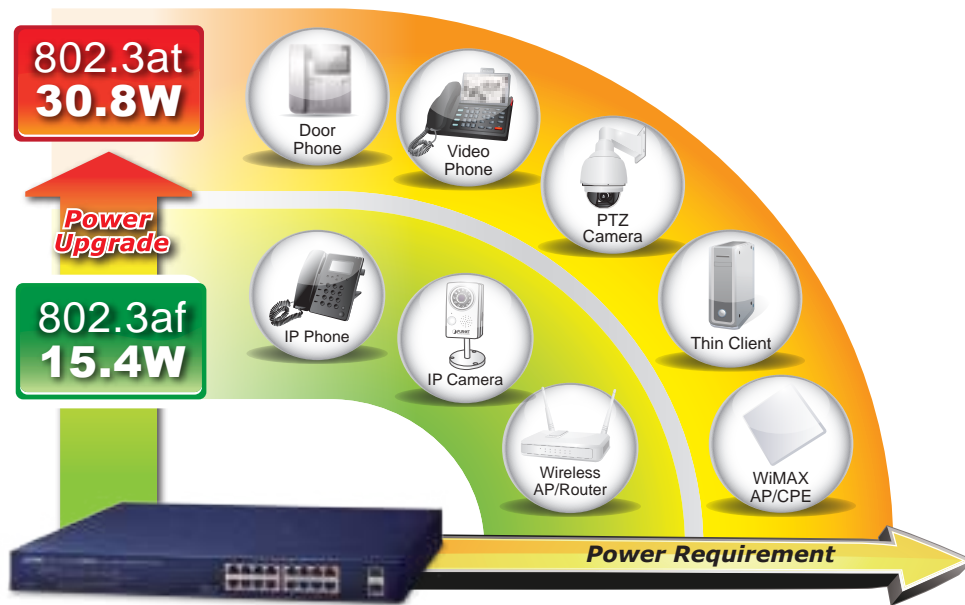 802.3at
30.8W
Door
Phone
Video
Phone
PTZ
Camera
Thin Client
WiMAX
AP/CPE
Power
Upgrade
802.3af
15.4W
IP Phone
IP Camera
Wireless
AP/Router
Power Requirement